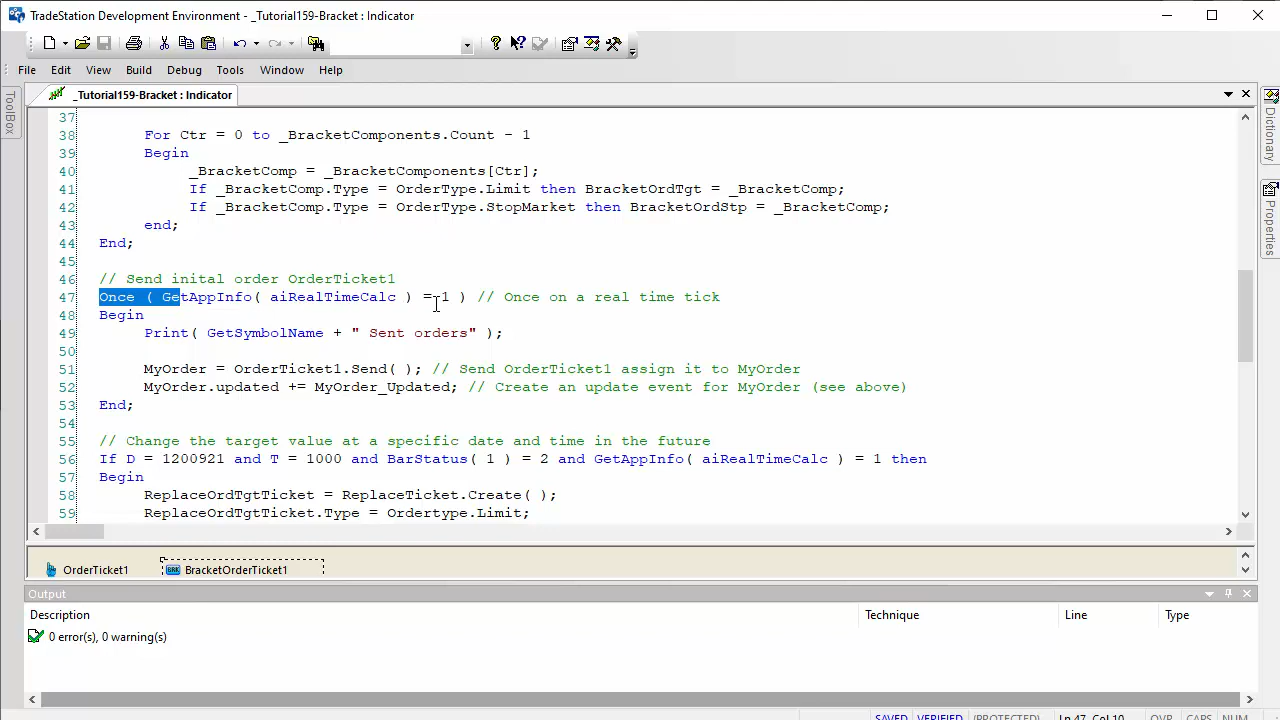 TradeStation Development Environment - _Tutorial159-Bracket : Indicator
File Edit View Build Debug Tools Window Help
ToolBox
_Tutorial159-Bracket : Indicator
Dictionary
Properties
37
38 For Ctr = 0 to _BracketComponents.Count - 1
39 Begin
40 _BracketComp = _BracketComponents[Ctr];
41 If _BracketComp.Type = OrderType.Limit then BracketOrdTgt = _BracketComp;
42 If _BracketComp.Type = OrderType.StopMarket then BracketOrdStp = _BracketComp;
43 end;
44 End;
45
46 // Send inital order OrderTicket1
47 Once ( GetAppInfo( aiRealTimeCalc ) = 1 ) // Once on a real time tick
48 Begin
49 Print( GetSymbolName + " Sent orders" );
50
51 MyOrder = OrderTicket1.Send( ); // Send OrderTicket1 assign it to MyOrder
52 MyOrder.updated += MyOrder_Updated; // Create an update event for MyOrder (see above)
53 End;
54
55 // Change the target value at a specific date and time in the future
56 If D = 1200921 and T = 1000 and BarStatus( 1 ) = 2 and GetAppInfo( aiRealTimeCalc ) = 1 then
57 Begin
58 ReplaceOrdTgtTicket = ReplaceTicket.Create( );
59 ReplaceOrdTgtTicket.Type = Ordertype.Limit;
OrderTicket1 BRK BracketOrderTicket1
Output
Description Technique Line Type
0 error(s), 0 warning(s)
SAVED VERIFIED (PROTECTED) Ln 47, Col 10 OVR CAPS NUM